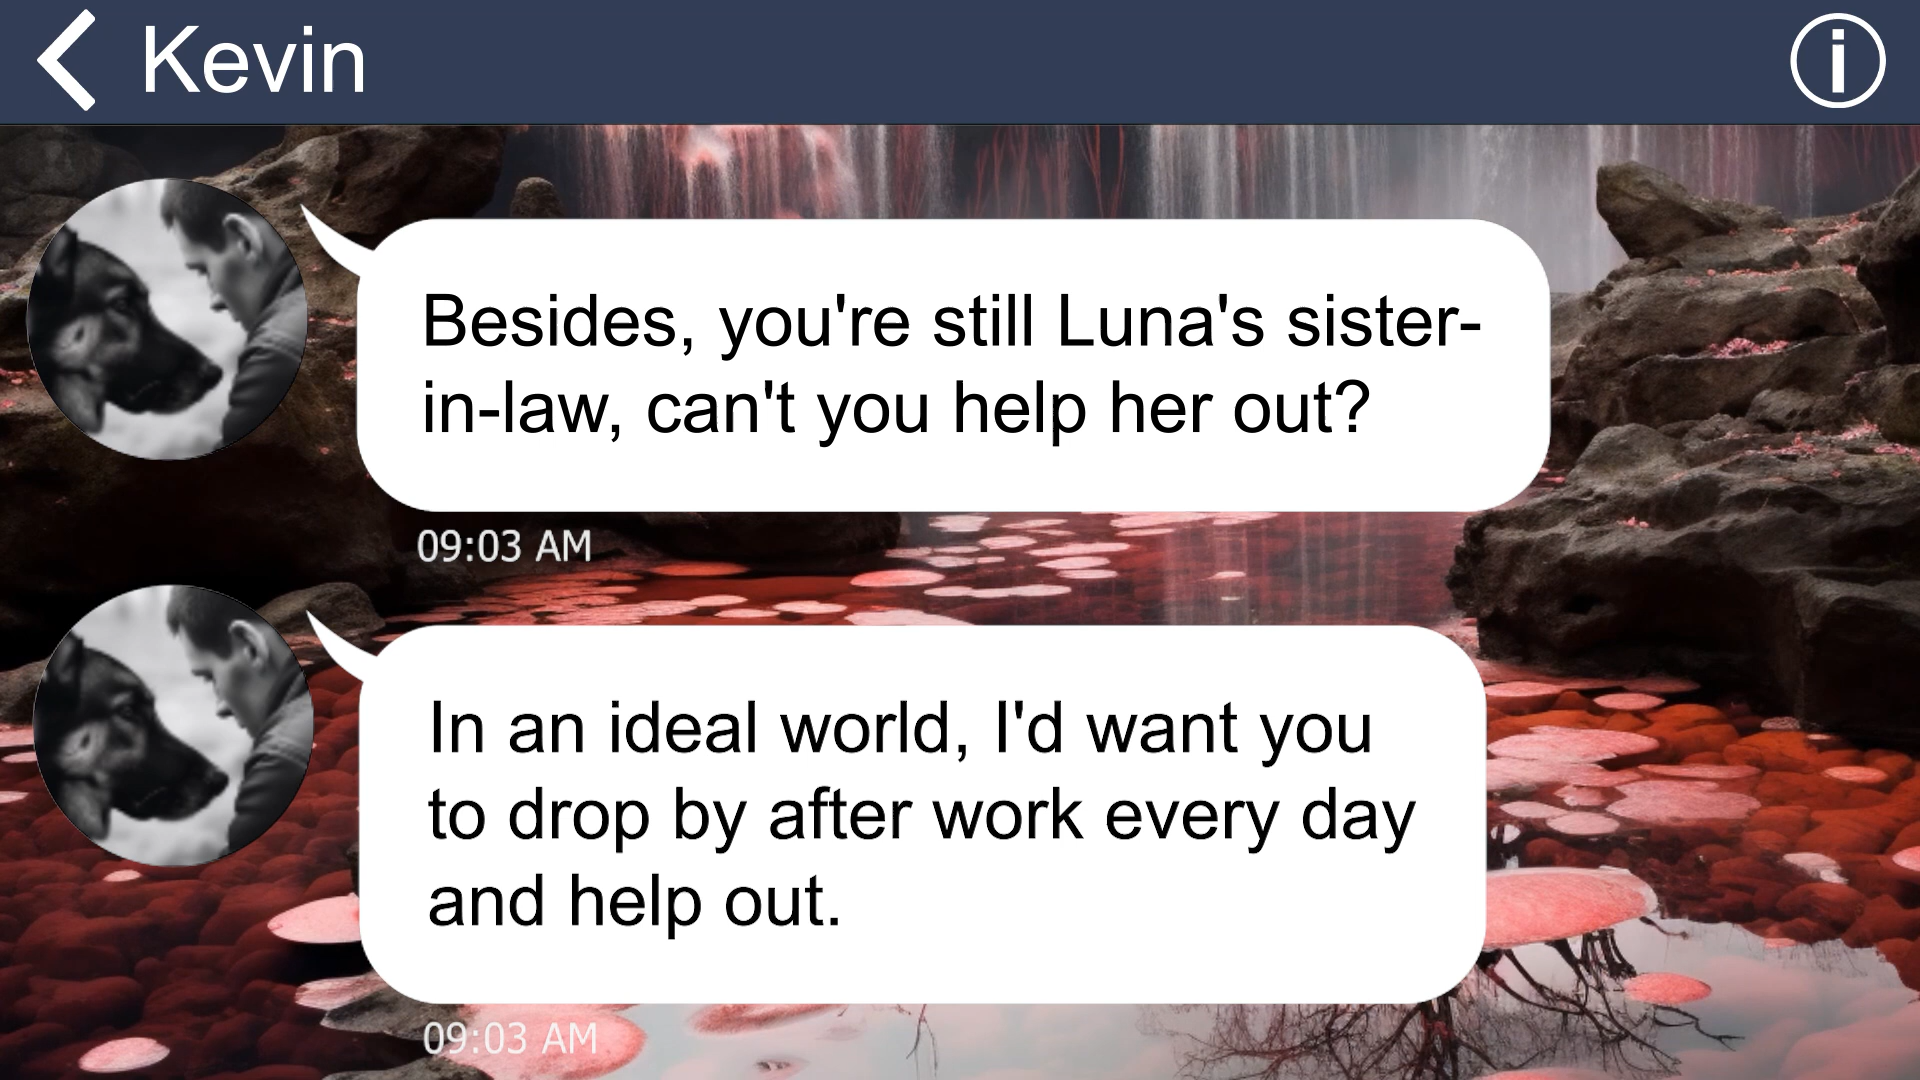 Kevin
Besides, you're still Luna's sister-
in-law, can't you help her out?
09:03 AM
In an ideal world, I'd want you
to drop by after work every day
and help out.
09:03 AM